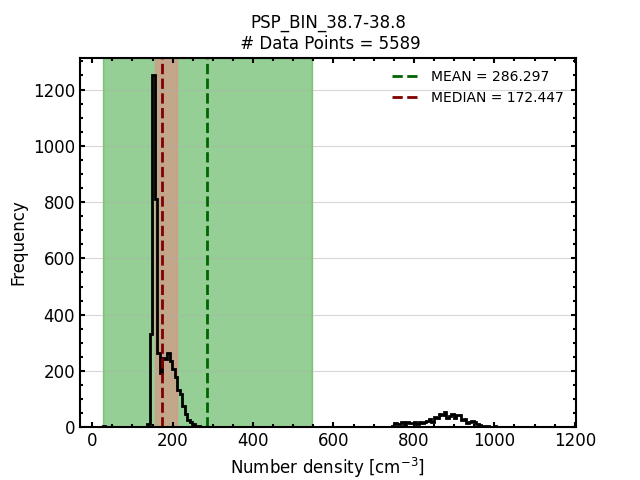 PSP_BIN_38.7-38.8
# Data Points = 5589
MEAN = 286.297
MEDIAN = 172.447
Frequency
1200
1000
800
600
400
200
0
0 200 400 600 800 1000 1200
Number density [cm⁻³]